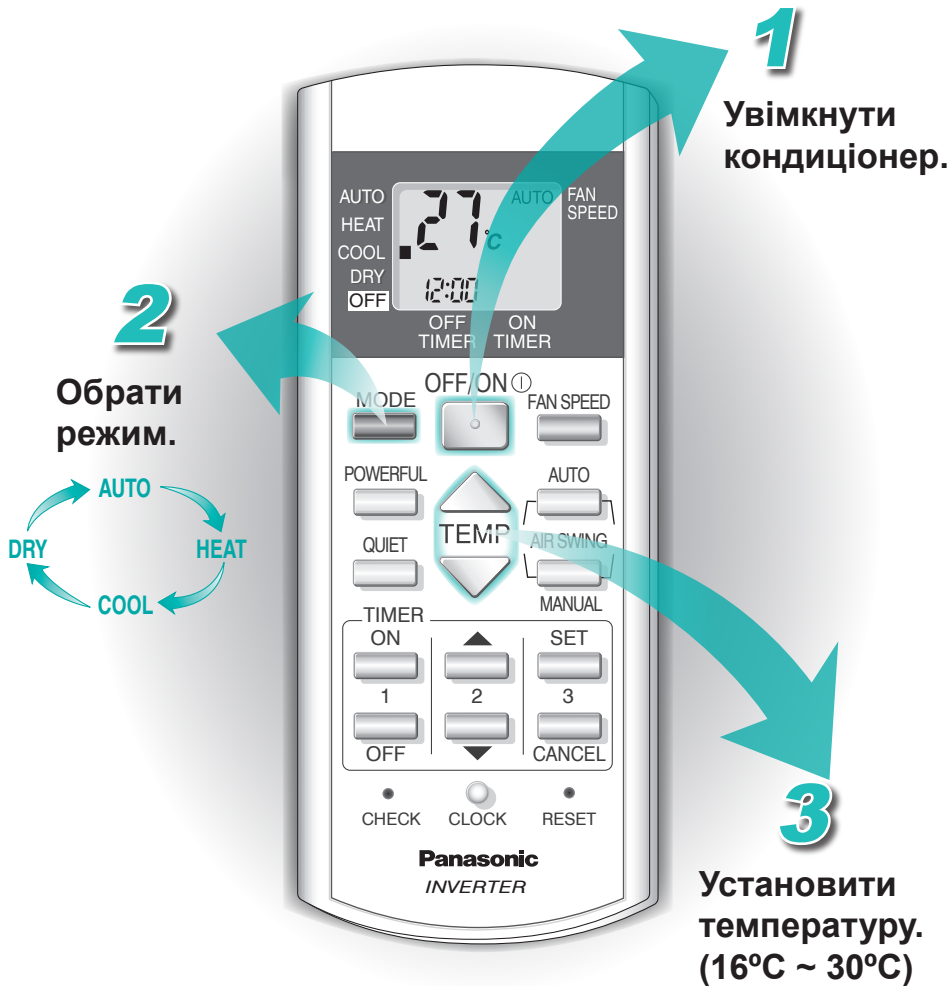 1
Увімкнути
кондиціонер.
AUTO
HEAT
COOL
DRY
OFF
27°C
AUTO
FAN
SPEED
12:00
OFF
TIMER
ON
TIMER
2
Обрати
режим.
AUTO
HEAT
COOL
DRY
MODE
OFF/ON
FAN SPEED
POWERFUL
TEMP
AUTO
QUIET
AIR SWING
MANUAL
TIMER
ON
SET
1
2
3
OFF
CANCEL
CHECK
CLOCK
RESET
Panasonic
INVERTER
3
Установити
температуру.
(16ºC ~ 30ºC)